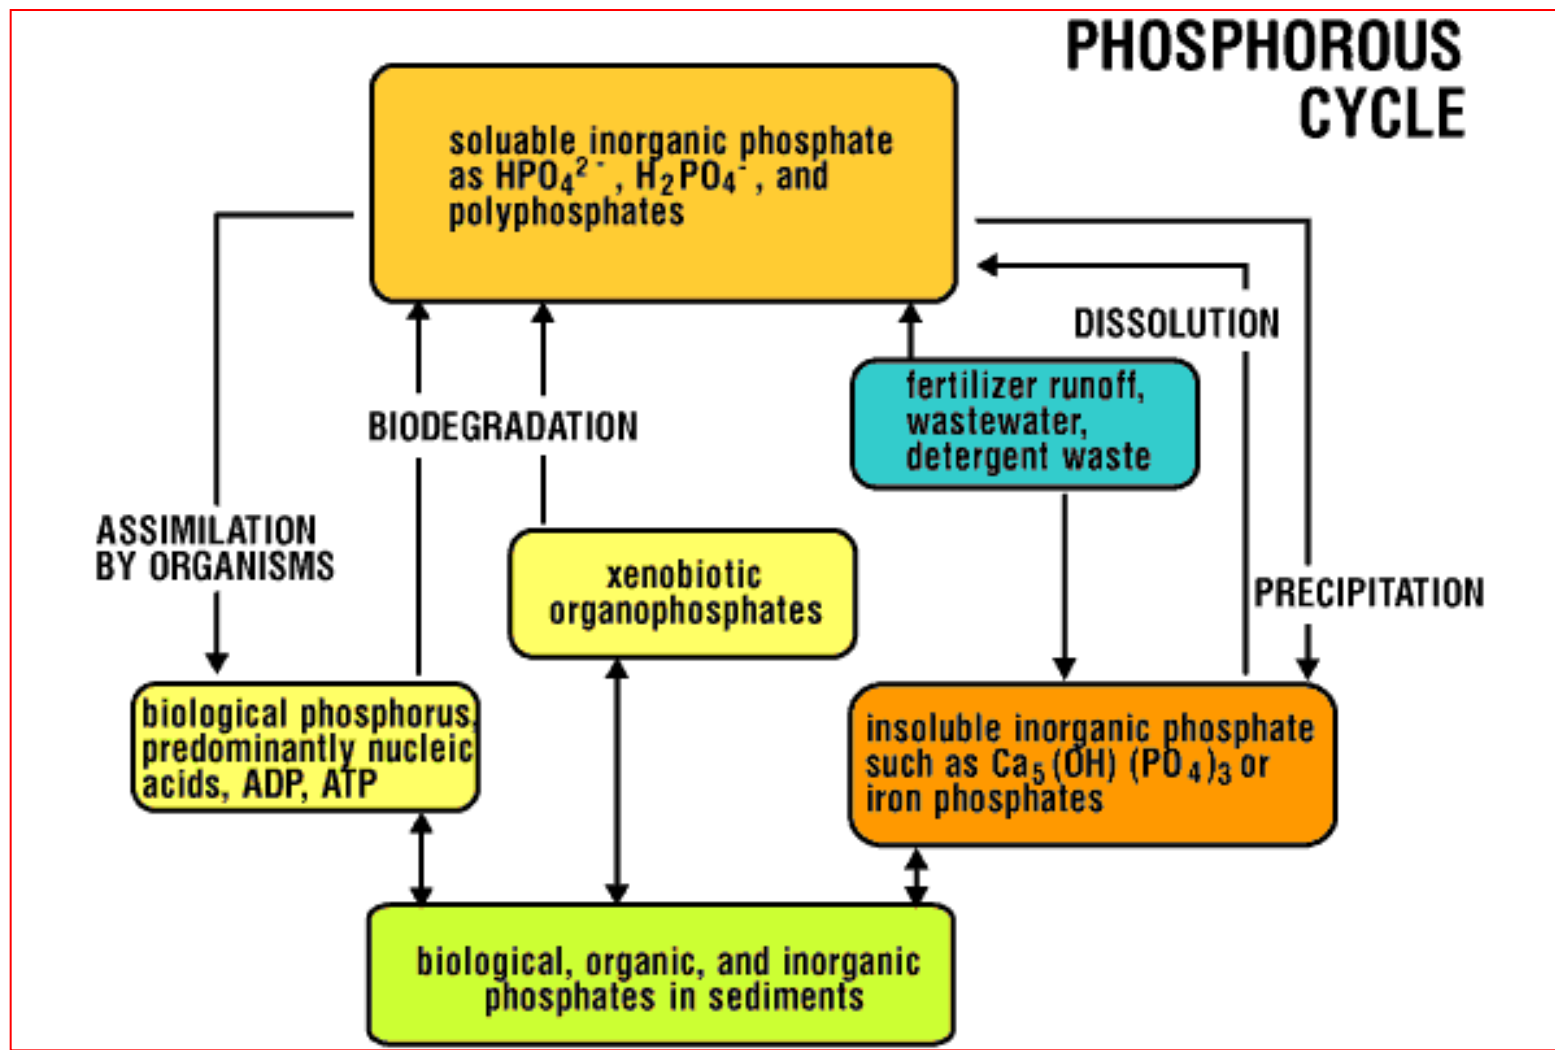 PHOSPHOROUS
CYCLE
soluable inorganic phosphate
as HPO₄²⁻, H₂PO₄⁻, and
polyphosphates
DISSOLUTION
fertilizer runoff,
wastewater,
detergent waste
BIODEGRADATION
ASSIMILATION
BY ORGANISMS
xenobiotic
organophosphates
PRECIPITATION
biological phosphorus,
predominantly nucleic
acids, ADP, ATP
insoluble inorganic phosphate
such as Ca₅(OH) (PO₄)₃ or
iron phosphates
biological, organic, and inorganic
phosphates in sediments